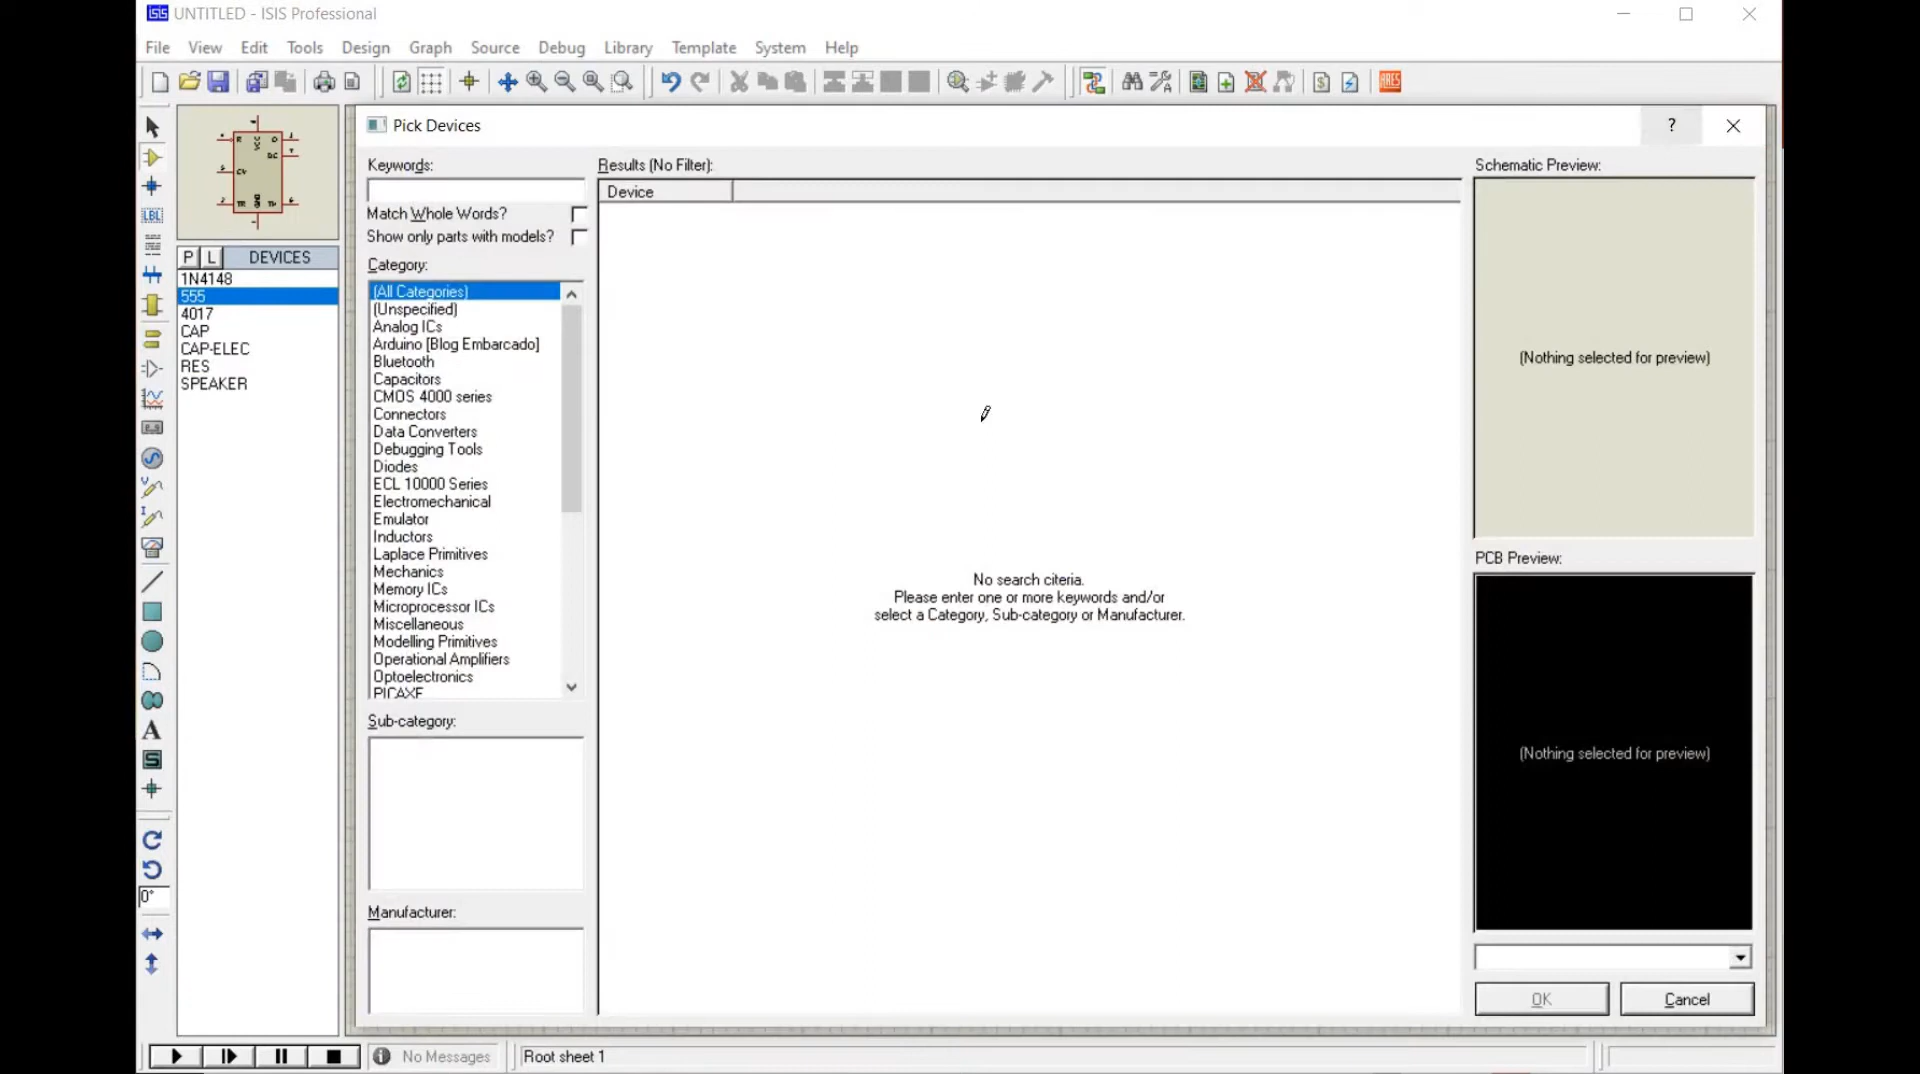 UNTITLED - ISIS Professional
File View Edit Tools Design Graph Source Debug Library Template System Help
Pick Devices
?
Keywords:
Match Whole Words?
Show only parts with models?
Category:
(All Categories)
(Unspecified)
Analog ICs
Arduino [Blog Embarcado]
Bluetooth
Capacitors
CMOS 4000 series
Connectors
Data Converters
Debugging Tools
Diodes
ECL 10000 Series
Electromechanical
Emulator
Inductors
Laplace Primitives
Mechanics
Memory ICs
Microprocessor ICs
Miscellaneous
Modelling Primitives
Operational Amplifiers
Optoelectronics
PICAXE
Sub-category:
Manufacturer:
Results (No Filter):
Device
No search citeria.
Please enter one or more keywords and/or
select a Category, Sub-category or Manufacturer.
Schematic Preview:
(Nothing selected for preview)
PCB Preview:
(Nothing selected for preview)
OK Cancel
P L DEVICES
1N4148
555
4017
CAP
CAP-ELEC
RES
SPEAKER
LBL
A
S
0°
ARES
No Messages
Root sheet 1